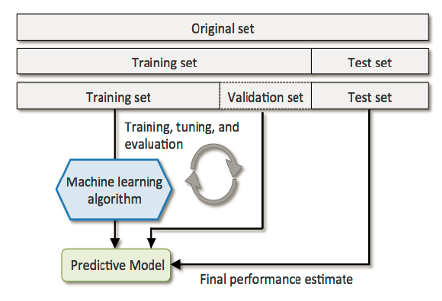 Original set
Training set
Test set
Training set
Validation set
Test set
Training, tuning, and
evaluation
Machine learning
algorithm
Predictive Model
Final performance estimate